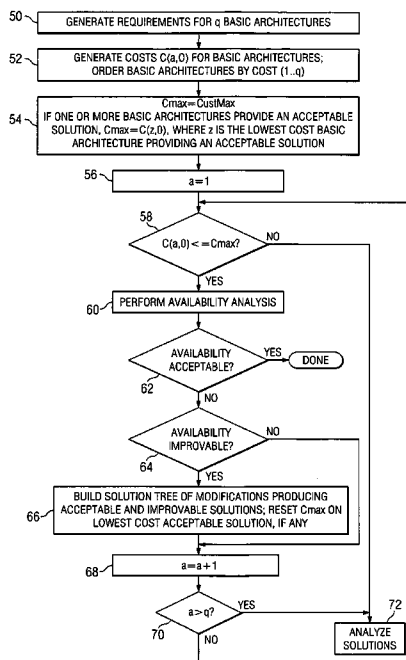 50
GENERATE REQUIREMENTS FOR q BASIC ARCHITECTURES
52
GENERATE COSTS C(a,0) FOR BASIC ARCHITECTURES;
ORDER BASIC ARCHITECTURES BY COST (1..q)
54
Cmax=CustMax
IF ONE OR MORE BASIC ARCHITECTURES PROVIDE AN ACCEPTABLE
SOLUTION, Cmax=C(z,0), WHERE z IS THE LOWEST COST BASIC
ARCHITECTURE PROVIDING AN ACCEPTABLE SOLUTION
56
a=1
58
C(a,0)<=Cmax?
NO
YES
60
PERFORM AVAILABILITY ANALYSIS
AVAILABILITY
ACCEPTABLE?
YES
DONE
62
NO
AVAILABILITY
IMPROVABLE?
NO
64
YES
66
BUILD SOLUTION TREE OF MODIFICATIONS PRODUCING
ACCEPTABLE AND IMPROVABLE SOLUTIONS; RESET Cmax ON
LOWEST COST ACCEPTABLE SOLUTION, IF ANY
68
a=a+1
a>q?
YES
70
NO
72
ANALYZE
SOLUTIONS